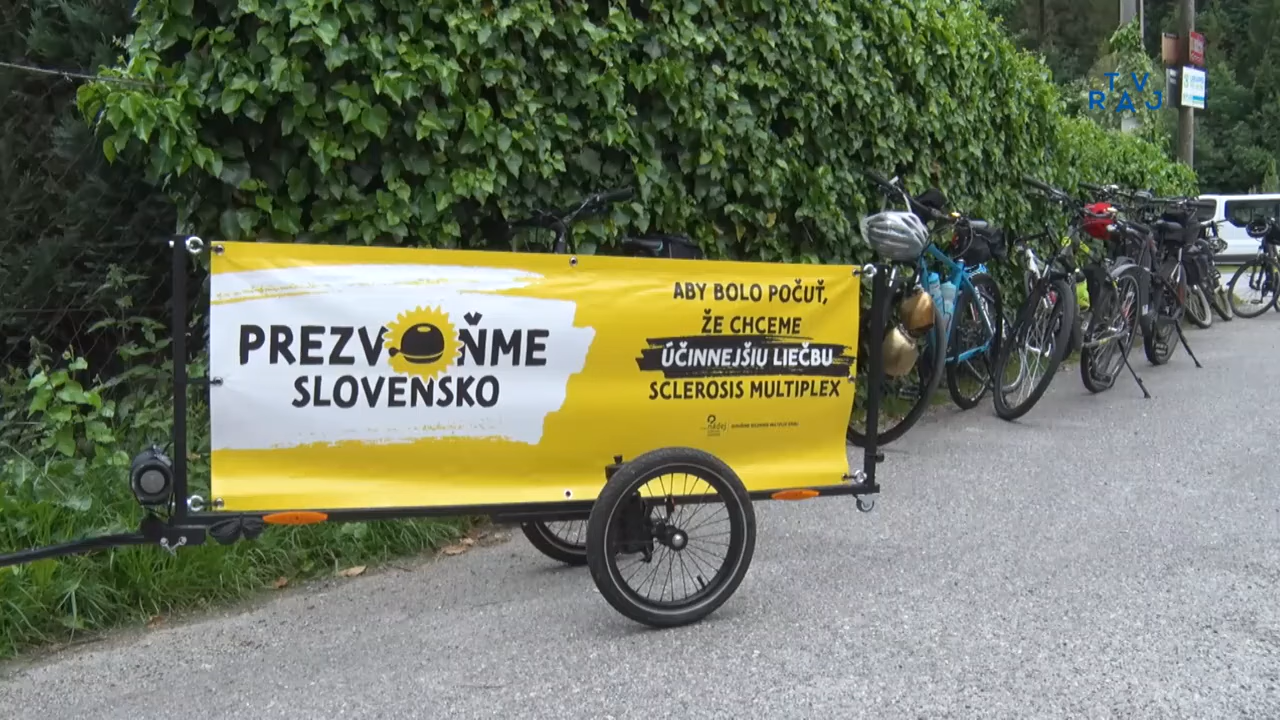 TV
RAJ
PREZVOŇME
SLOVENSKO
ABY BOLO POČUŤ,
ŽE CHCEME
ÚČINNEJŠIU LIEČBU
SCLEROSIS MULTIPLEX
nádej